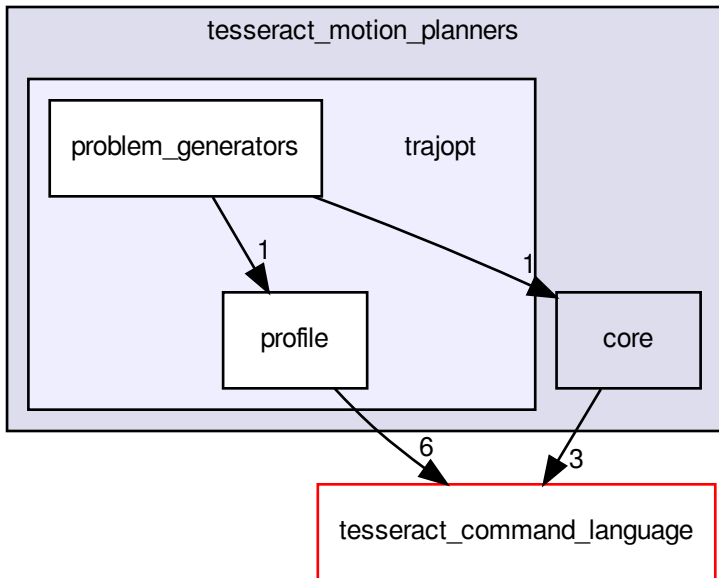 tesseract_motion_planners
problem_generators
trajopt
1
1
profile
core
6
3
tesseract_command_language